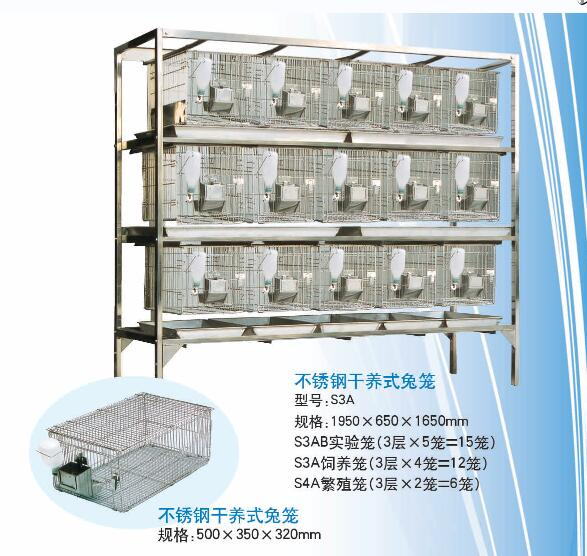 不锈钢干养式兔笼
型号:S3A
规格:1950×650×1650mm
S3AB实验笼(3层×5笼=15笼)
S3A饲养笼(3层×4笼=12笼)
S4A繁殖笼(3层×2笼=6笼)
不锈钢干养式兔笼
规格:500×350×320mm